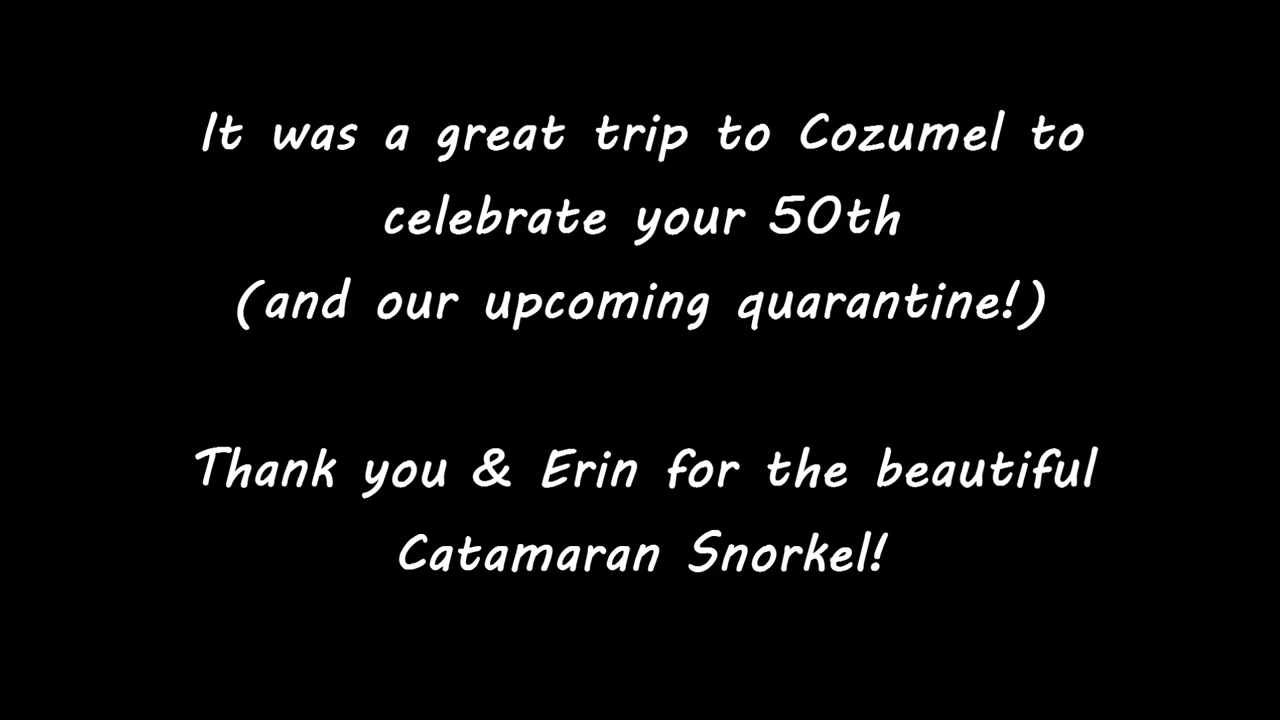 It was a great trip to Cozumel to
celebrate your 50th
(and our upcoming quarantine!)
Thank you & Erin for the beautiful
Catamaran Snorkel!